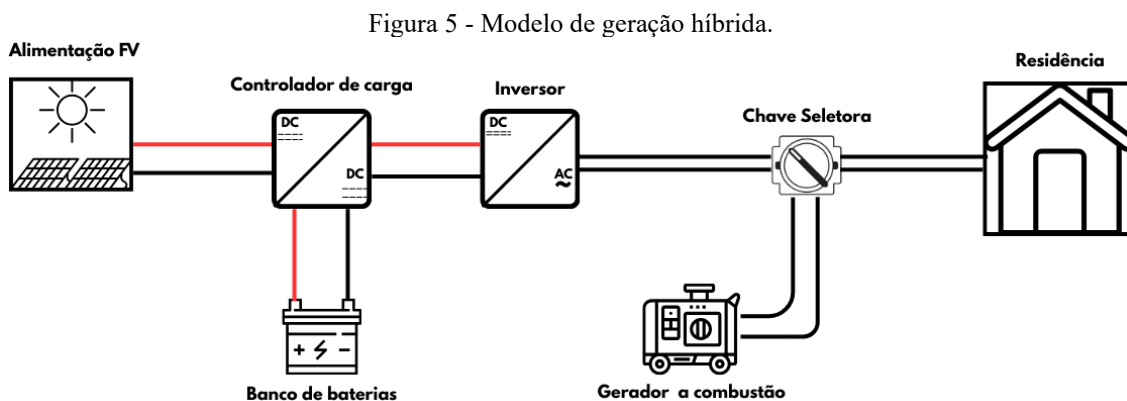 Figura 5 - Modelo de geração híbrida.
Alimentação FV
Controlador de carga
Inversor
Chave Seletora
Residência
DC
DC
DC
AC
~
+ -
Banco de baterias
Gerador a combustão